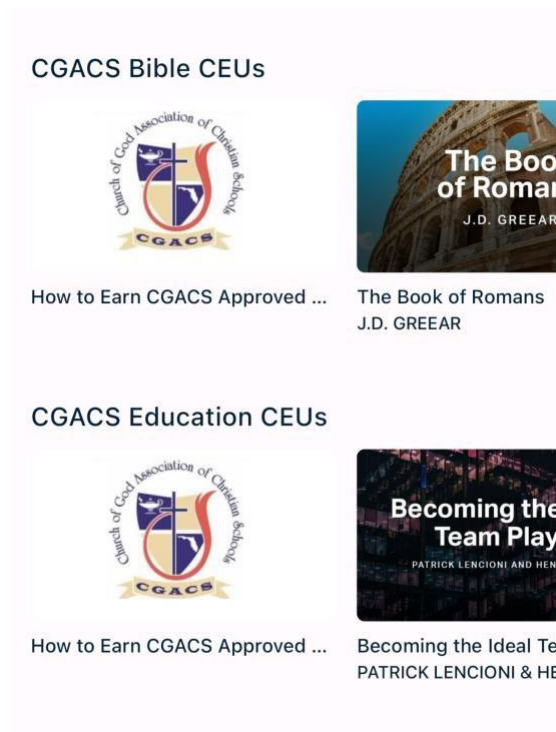 CGACS Bible CEUs
Church of God Association of Christian Schools
CGACS
The Boo
of Roman
J.D. GREEAR
How to Earn CGACS Approved ...
The Book of Romans
J.D. GREEAR
CGACS Education CEUs
Church of God Association of Christian Schools
CGACS
Becoming the
Team Play
PATRICK LENCIONI AND HEN
How to Earn CGACS Approved ...
Becoming the Ideal Te
PATRICK LENCIONI & HE